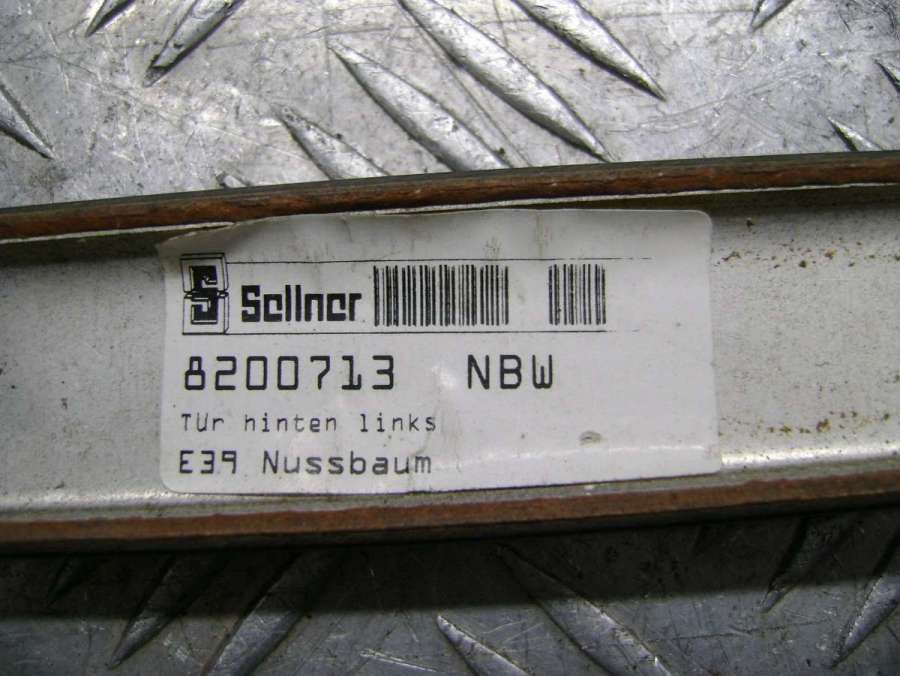 S Sellner
8200713 NBW
Tür hinten links
E39 Nussbaum